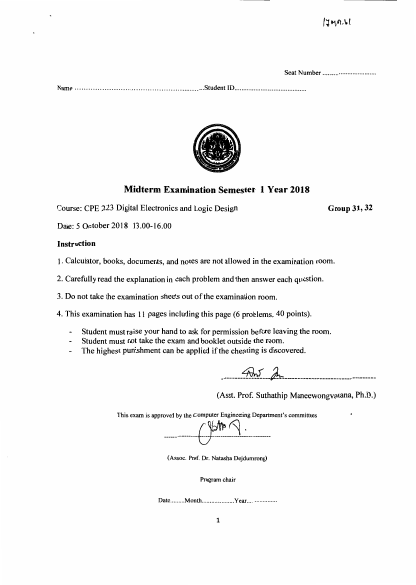 Seat Number ............................
Name ............................................................Student ID..................................
Midterm Examination Semester 1 Year 2018
Course: CPE 223 Digital Electronics and Logic Design Group 31, 32
Date: 5 October 2018 13.00-16.00
Instruction
1. Calculator, books, documents, and notes are not allowed in the examination room.
2. Carefully read the explanation in each problem and then answer each question.
3. Do not take the examination sheets out of the examination room.
4. This examination has 11 pages including this page (6 problems, 40 points).
- Student must raise your hand to ask for permission before leaving the room.
- Student must not take the exam and booklet outside the room.
- The highest punishment can be applied if the cheating is discovered.
(Asst. Prof. Suthathip Maneewongvatana, Ph.D.)
This exam is approved by the Computer Engineering Department's committees
(Assoc. Prof. Dr. Natasha Dejdumrong)
Program chair
Date........Month..................Year.... ..............
1